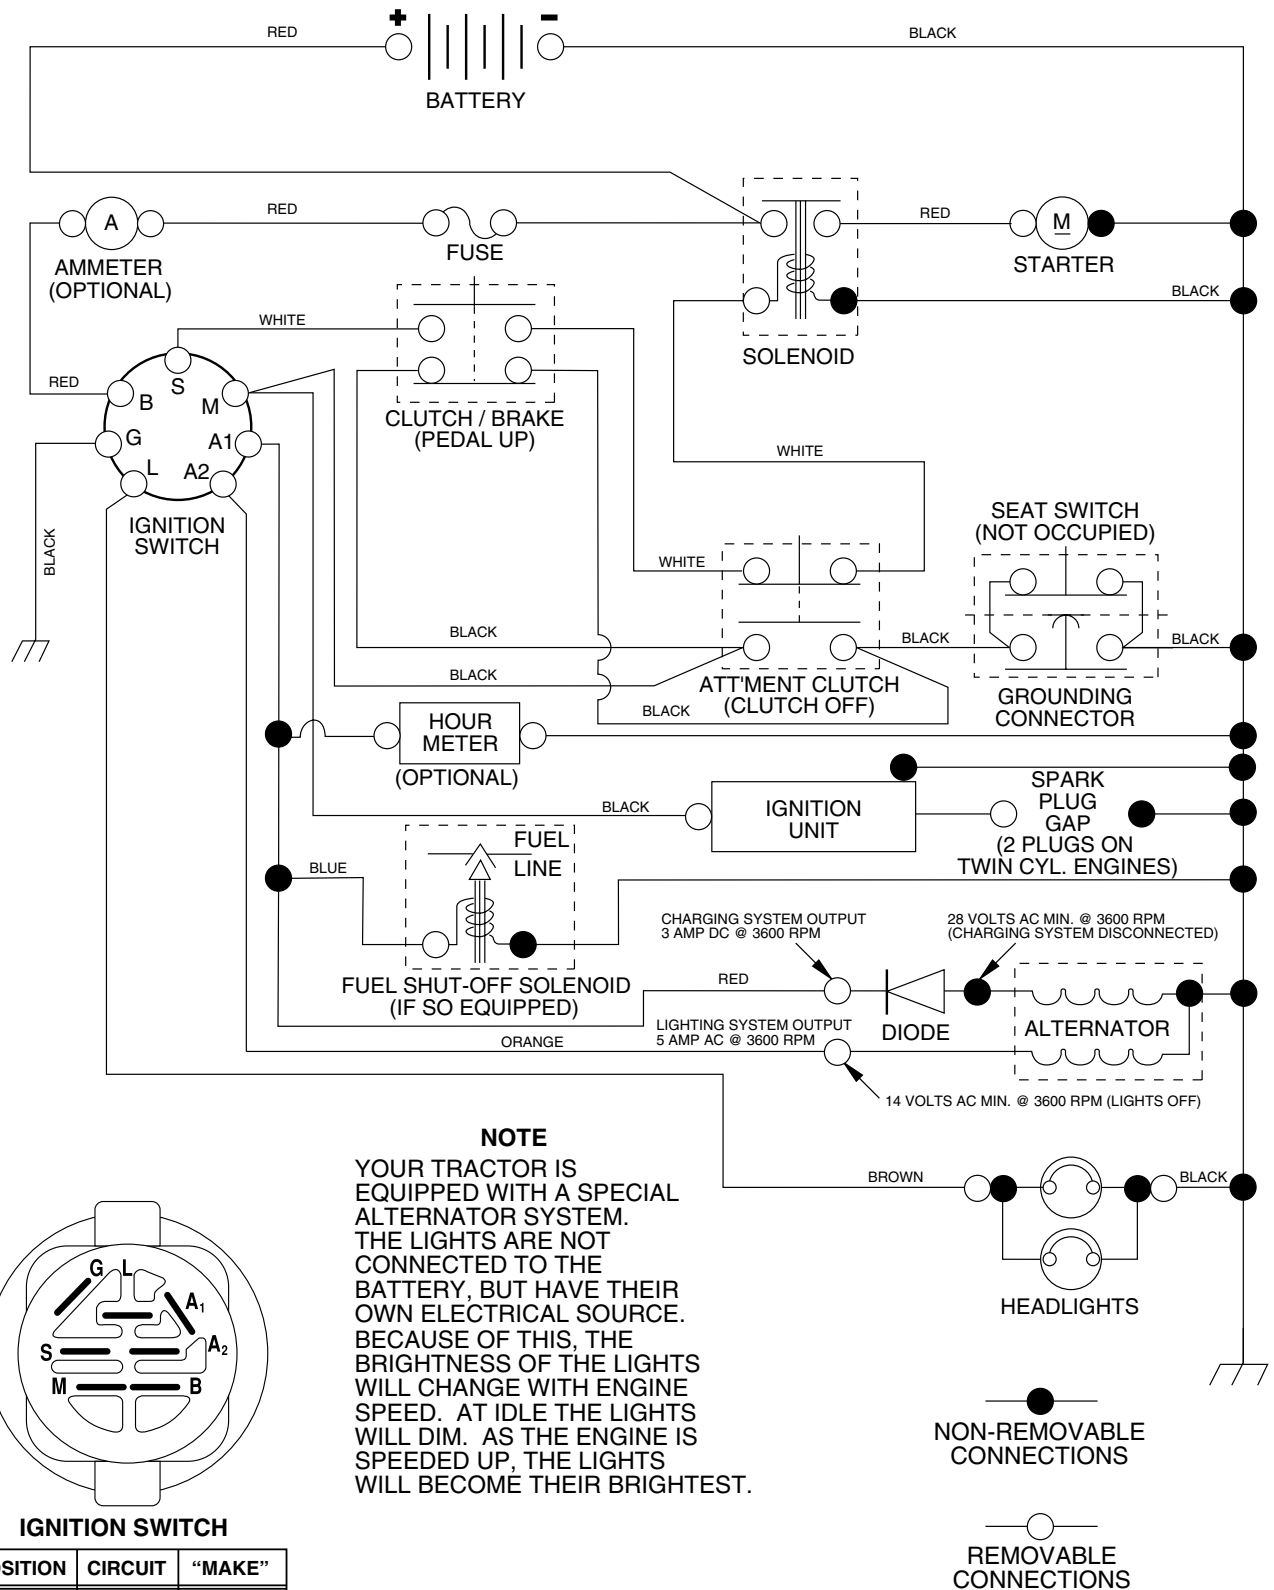 + -
RED
BLACK
BATTERY
A
RED
FUSE
RED
M
STARTER
AMMETER
(OPTIONAL)
BLACK
WHITE
SOLENOID
RED
S
B
M
G
A1
L
A2
CLUTCH / BRAKE
(PEDAL UP)
WHITE
BLACK
IGNITION
SWITCH
SEAT SWITCH
(NOT OCCUPIED)
WHITE
BLACK
BLACK
BLACK
BLACK
ATT'MENT CLUTCH
(CLUTCH OFF)
GROUNDING
CONNECTOR
BLACK
HOUR
METER
(OPTIONAL)
BLACK
IGNITION
UNIT
SPARK
PLUG
GAP
(2 PLUGS ON
TWIN CYL. ENGINES)
FUEL
LINE
BLUE
CHARGING SYSTEM OUTPUT
3 AMP DC @ 3600 RPM
28 VOLTS AC MIN. @ 3600 RPM
(CHARGING SYSTEM DISCONNECTED)
FUEL SHUT-OFF SOLENOID
(IF SO EQUIPPED)
RED
DIODE
ALTERNATOR
LIGHTING SYSTEM OUTPUT
5 AMP AC @ 3600 RPM
ORANGE
14 VOLTS AC MIN. @ 3600 RPM (LIGHTS OFF)
NOTE
YOUR TRACTOR IS
EQUIPPED WITH A SPECIAL
ALTERNATOR SYSTEM.
THE LIGHTS ARE NOT
CONNECTED TO THE
BATTERY, BUT HAVE THEIR
OWN ELECTRICAL SOURCE.
BECAUSE OF THIS, THE
BRIGHTNESS OF THE LIGHTS
WILL CHANGE WITH ENGINE
SPEED. AT IDLE THE LIGHTS
WILL DIM. AS THE ENGINE IS
SPEEDED UP, THE LIGHTS
WILL BECOME THEIR BRIGHTEST.
BROWN
BLACK
HEADLIGHTS
G L
A1
S
A2
M
B
IGNITION SWITCH
OSITION CIRCUIT “MAKE”
NON-REMOVABLE
CONNECTIONS
REMOVABLE
CONNECTIONS